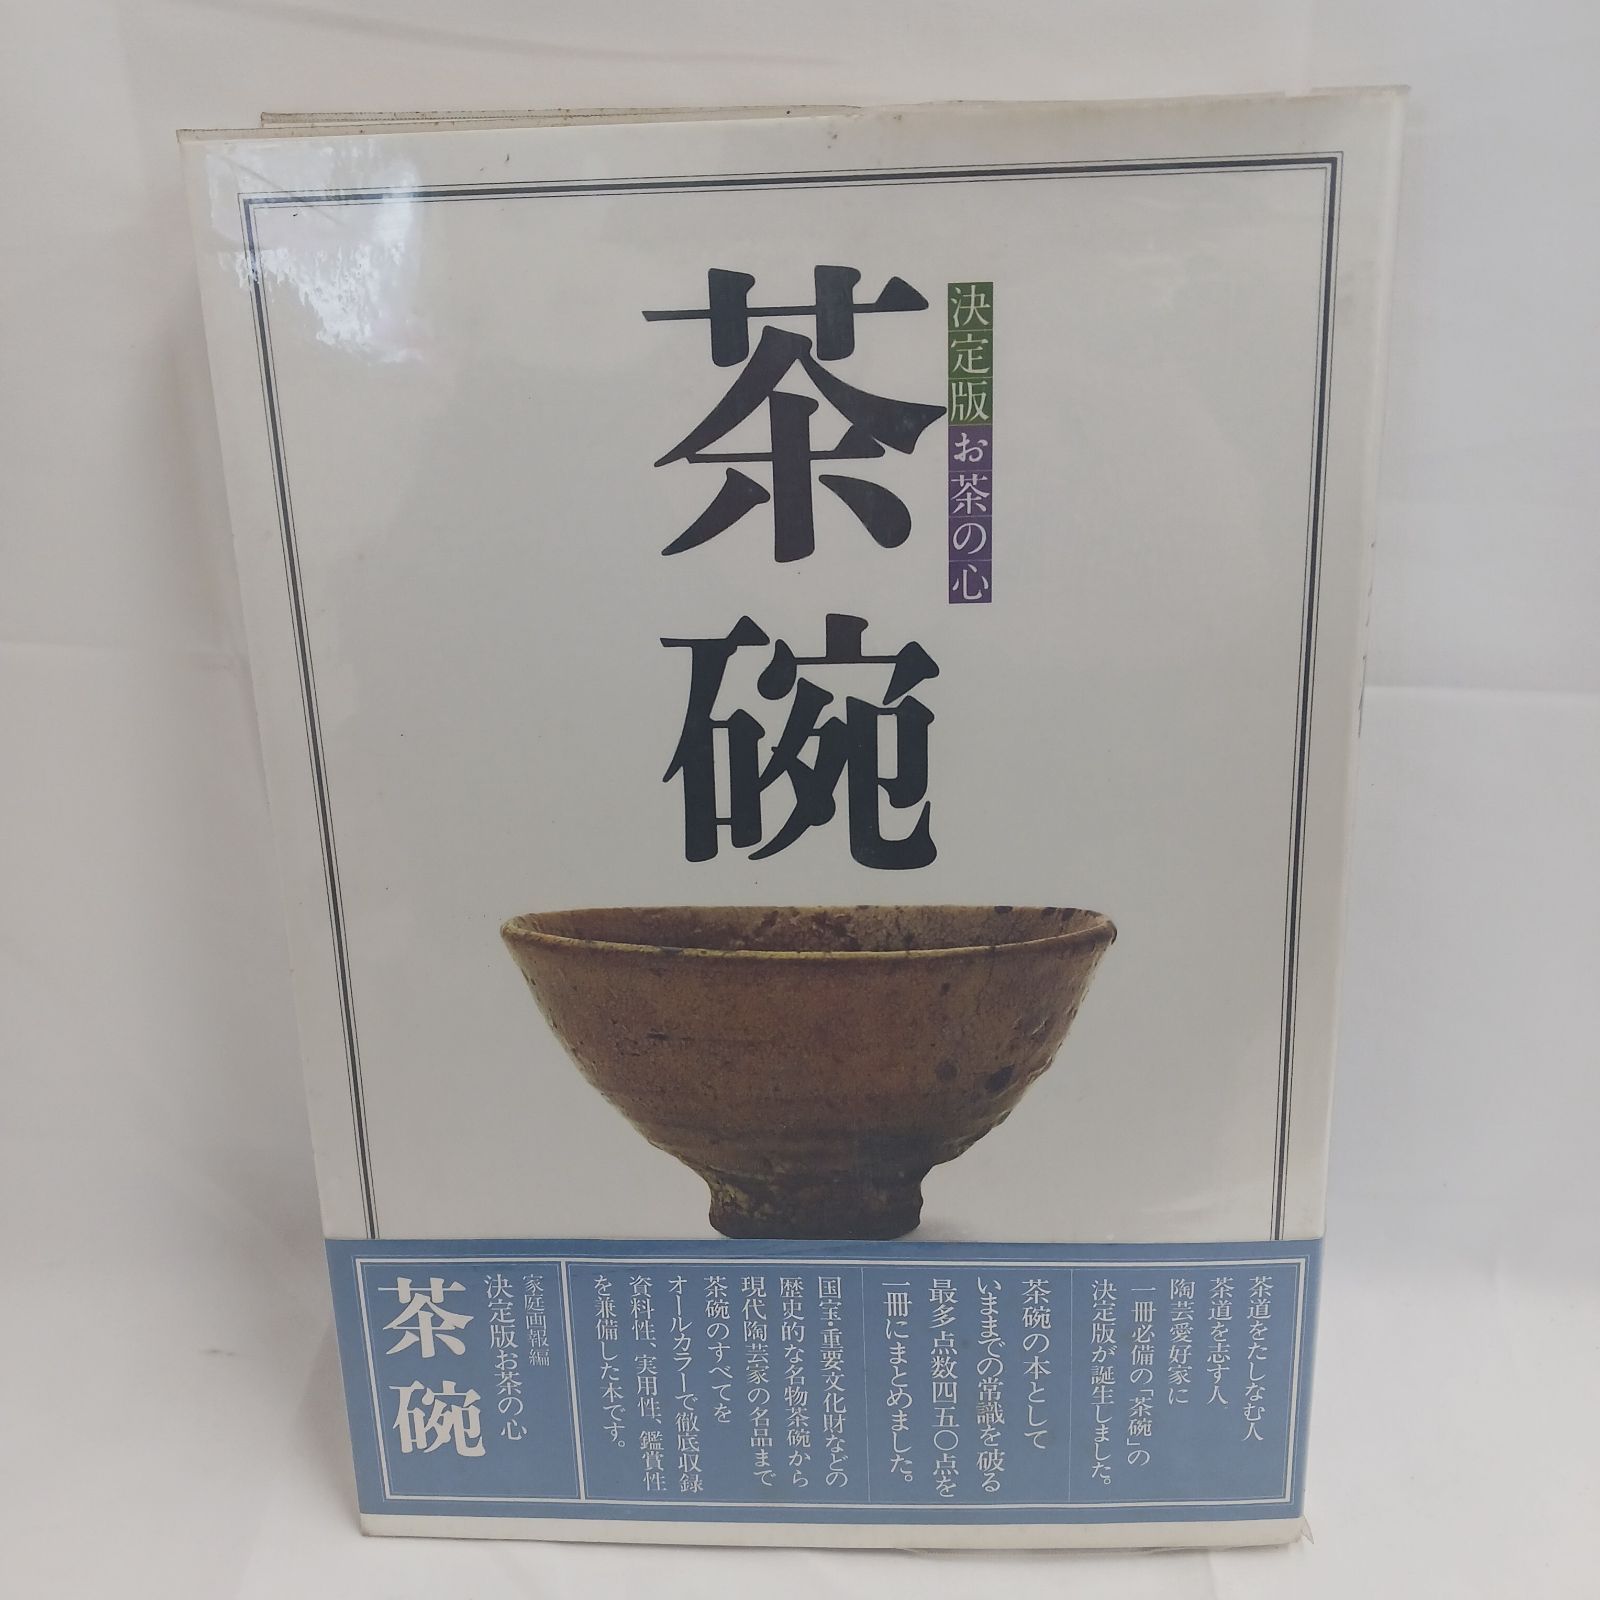 決定版お茶の心
茶碗
茶道をたしなむ人
茶道を志す人
陶芸愛好家に
一冊必備の「茶碗」の
決定版が誕生しました。
茶碗の本として
いままでの常識を破る
最多点数四五〇点を
一冊にまとめました。
国宝・重要文化財などの
歴史的な名物茶碗から
現代陶芸家の名品まで
茶碗のすべてを
オールカラーで徹底収録
資料性、実用性、鑑賞性
を兼備した本です。
家庭画報編
決定版お茶の心
茶碗